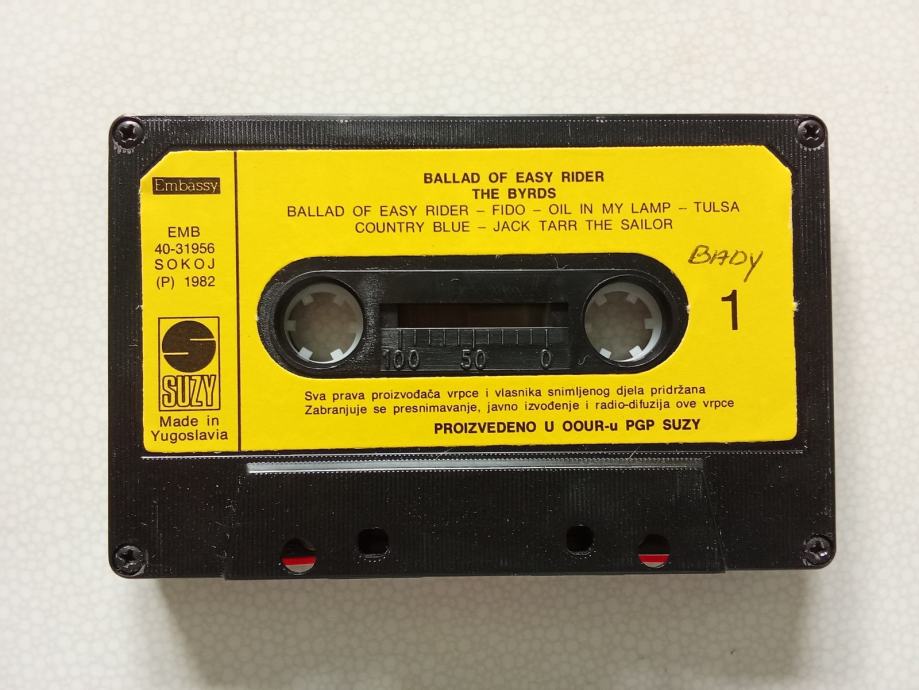 Embassy
EMB
40-31956
SOKOJ
(P) 1982
SUZY
Made in
Yugoslavia
BALLAD OF EASY RIDER
THE BYRDS
BALLAD OF EASY RIDER – FIDO – OIL IN MY LAMP – TULSA
COUNTRY BLUE – JACK TARR THE SAILOR
BADY
1
100 50 0
Sva prava proizvođača vrpce i vlasnika snimljenog djela pridržana
Zabranjuje se presnimavanje, javno izvođenje i radio-difuzija ove vrpce
PROIZVEDENO U OOUR-u PGP SUZY